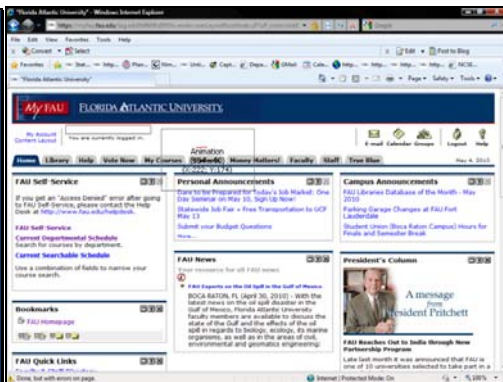 "Florida Atlantic University" - Windows Internet Explorer
File Edit View Favorites Tools Help
Convert Select
Edit Post to Blog
Favorites
"Florida Atlantic University"
Page Safety Tools
My FAU FLORIDA ATLANTIC UNIVERSITY.
My Account
Content Layout
You are currently logged in.
E-mail Calendar Groups Logout Help
Animation
(X:222; Y:174)
Home Library Help Vote Now My Courses Money Matters! Faculty Staff True Blue
May 4, 2010
FAU Self-Service
If you get an "Access Denied" error after going
to FAU Self-Service, please contact the Help
Desk at http://www.fau.edu/helpdesk.
FAU Self-Service
Current Departmental Schedule
Search for courses by department.
Current Searchable Schedule
Use a combination of fields to narrow your
course search.
Bookmarks
FAU Homepage
FAU Quick Links
Personal Announcements
Dare to be Prepared for Today's Job Market: One
Day Seminar on May 10, Sign Up Now!
Statewide Job Fair + Free Transportation to UCF
May 13
Submit your Budget Questions
More...
FAU News
Your resource for all FAU news
FAU Experts on the Oil Spill in the Gulf of Mexico
BOCA RATON, FL (April 30, 2010) - With the
latest news on the oil spill disaster in the
Gulf of Mexico, Florida Atlantic University
faculty members are available to discuss the
state of the Gulf and the effects of the oil
spill in regards to biology, ecology, its marine
organisms, as well as in the areas of civil,
environmental and geomatics engineering:
Campus Announcements
FAU Libraries Database of the Month - May
2010
Parking Garage Changes at FAU Fort
Lauderdale
Student Union (Boca Raton Campus) Hours for
Finals and Semester Break
President's Column
A message
from
President Pritchett
FAU Reaches Out to India through New
Partnership Program
Late last month it was announced that FAU is
one of 10 universities selected to take part in a
Done, but with errors on page.
Internet | Protected Mode: On
100%